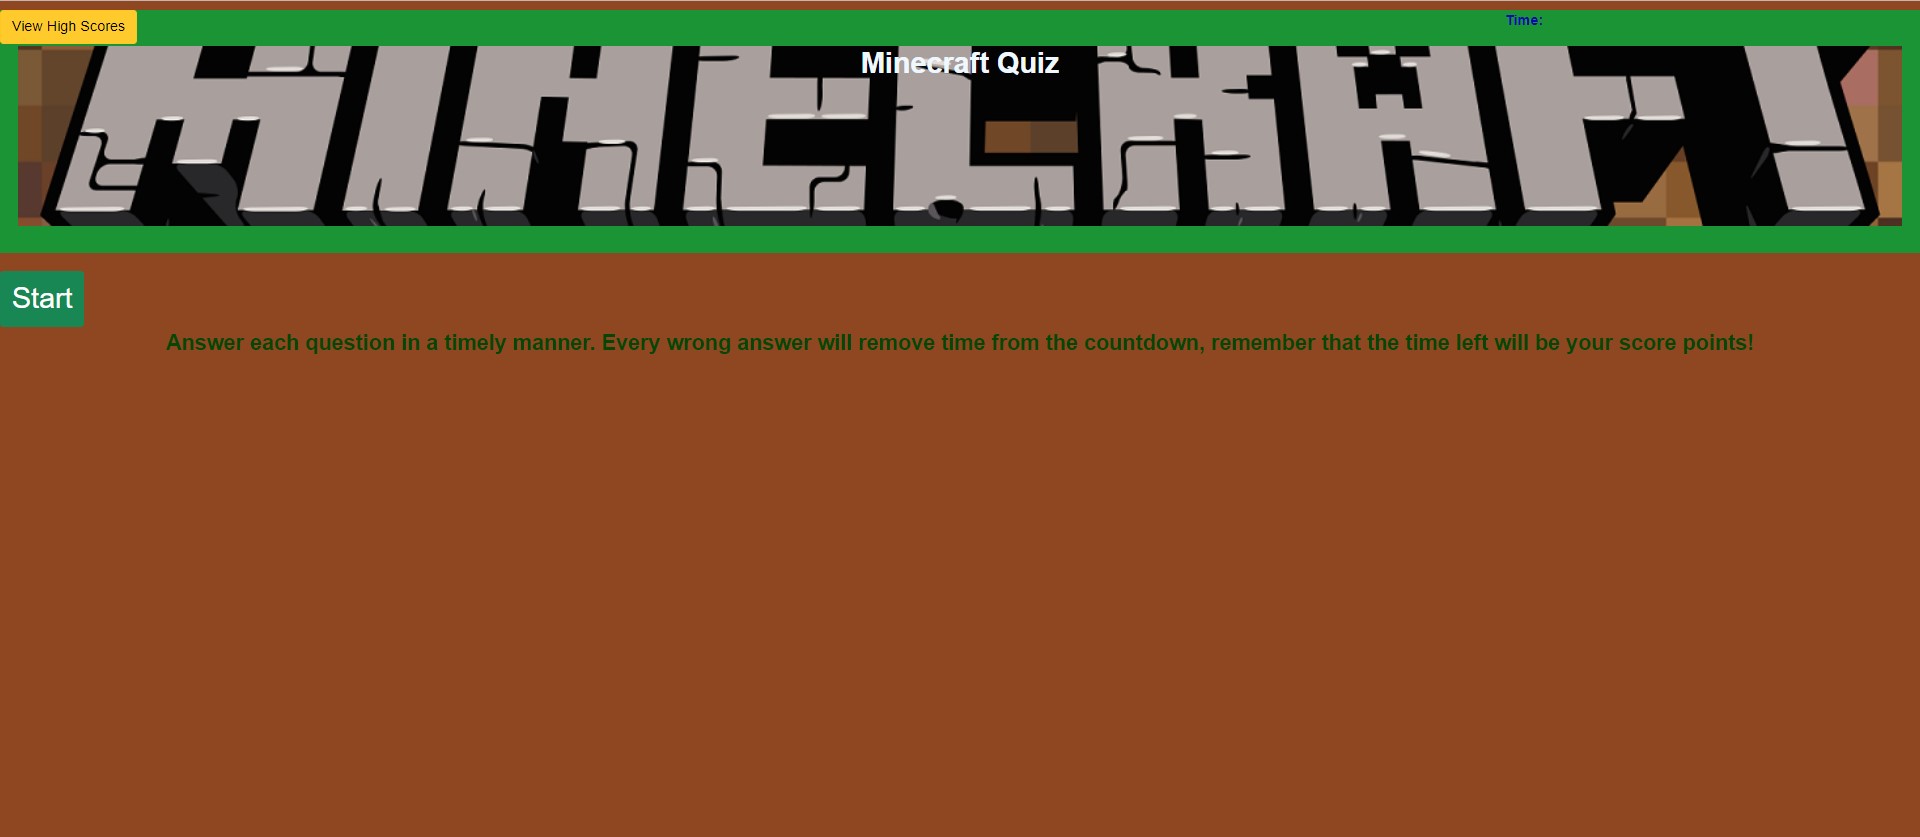 View High Scores
Time:
Minecraft Quiz
MINECRAFT
Start
Answer each question in a timely manner. Every wrong answer will remove time from the countdown, remember that the time left will be your score points!